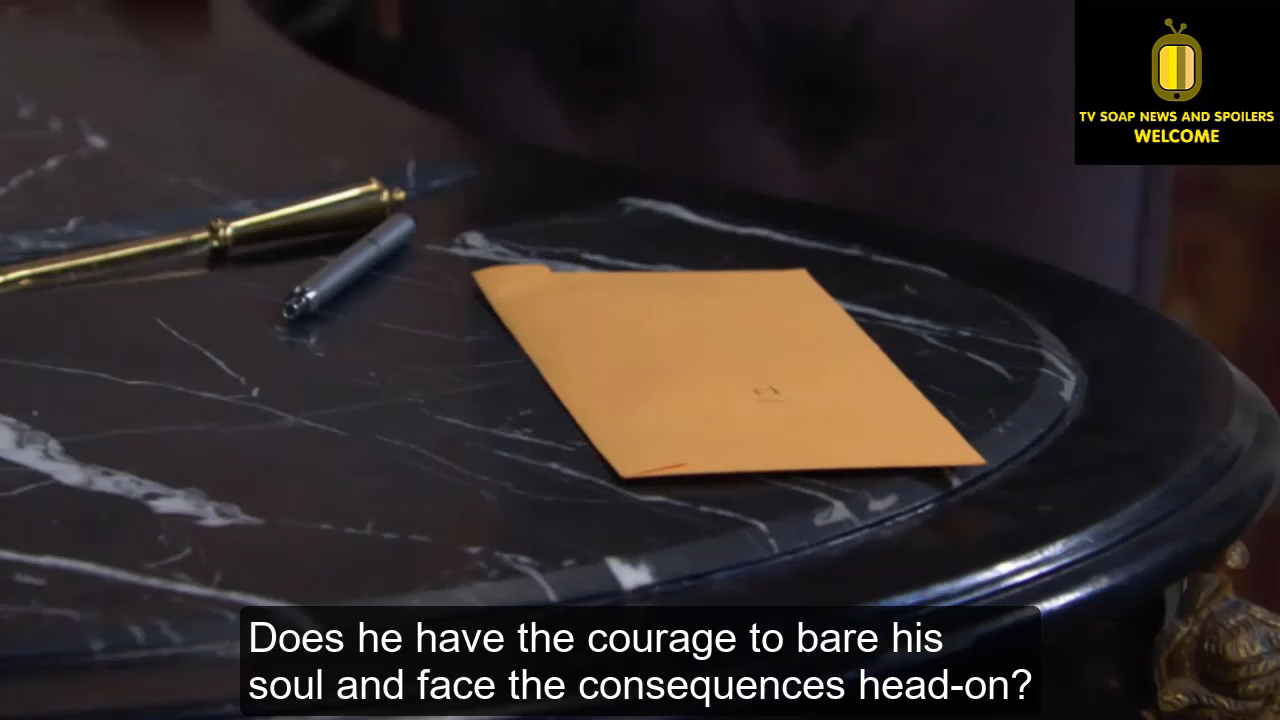 TV SOAP NEWS AND SPOILERS
WELCOME
Does he have the courage to bare his
soul and face the consequences head-on?